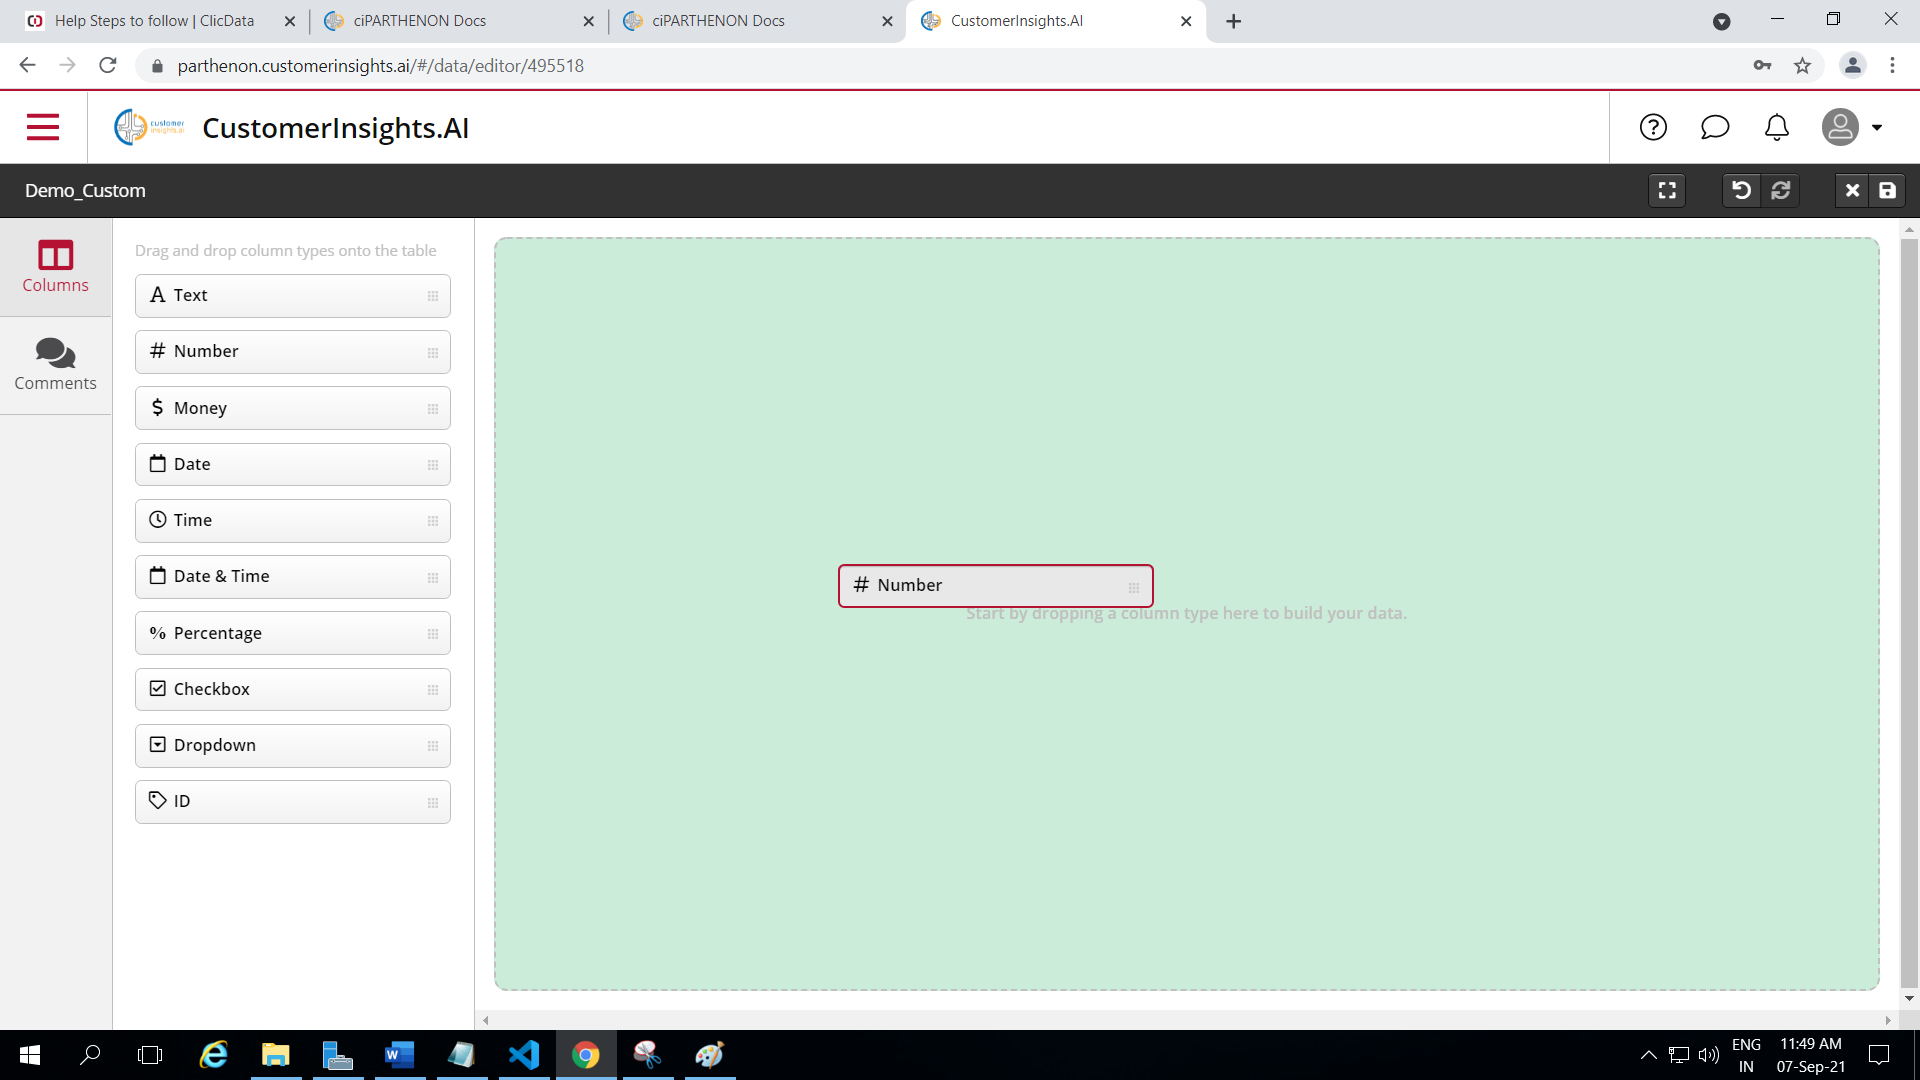 Help Steps to follow | ClicData
ciPARTHENON Docs
ciPARTHENON Docs
CustomerInsights.AI
parthenon.customerinsights.ai/#/data/editor/495518
customer
insights.ai
CustomerInsights.AI
Demo_Custom
Columns
Comments
Drag and drop column types onto the table
Text
Number
Money
Date
Time
Date & Time
Percentage
Checkbox
Dropdown
ID
Number
Start by dropping a column type here to build your data.
ENG
IN
11:49 AM
07-Sep-21